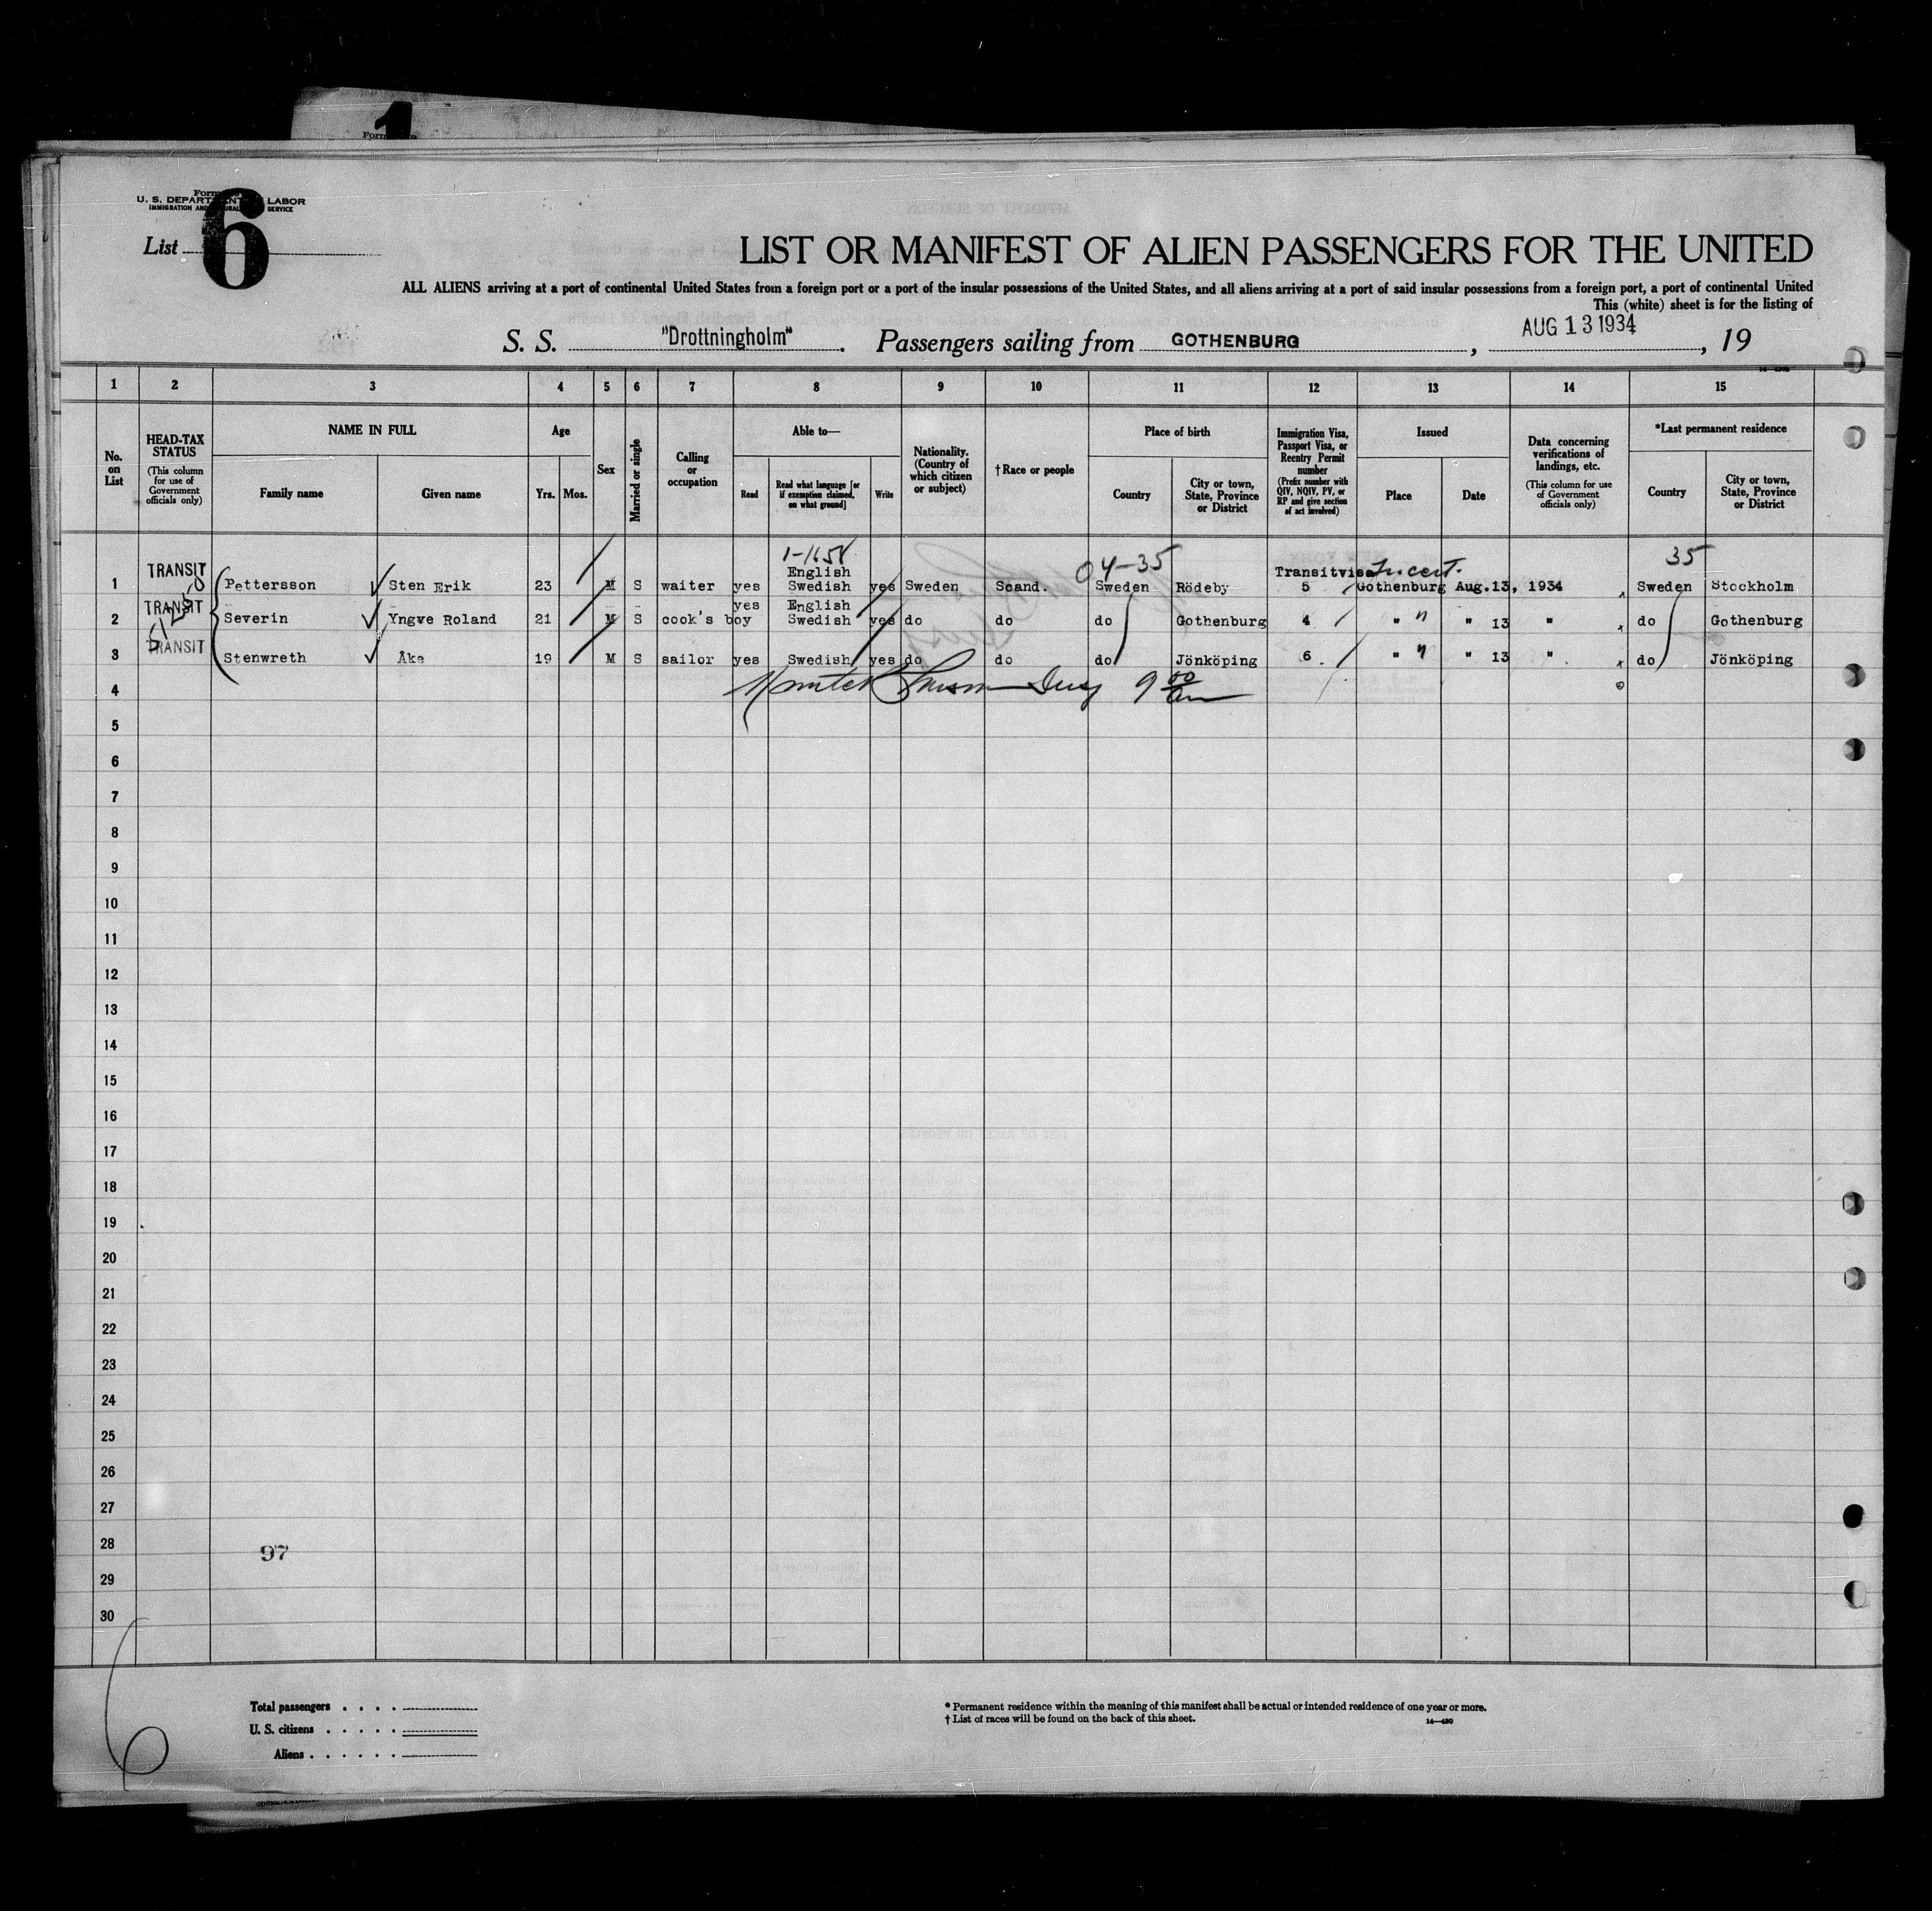 1
Form
Form
U. S. DEPARTMENT LABOR
IMMIGRATION AND SERVICE
List 6
LIST OR MANIFEST OF ALIEN PASSENGERS FOR THE UNITED
ALL ALIENS arriving at a port of continental United States from a foreign port or a port of the insular possessions of the United States, and all aliens arriving at a port of said insular possessions from a foreign port, a port of continental United
This (white) sheet is for the listing of
S. S. "Drottningholm". Passengers sailing from GOTHENBURG, AUG 13 1934, 19
1 2 3 4 5 6 7 8 9 10 11 12 13 14 15
No. on List
HEAD-TAX STATUS
(This column for use of Government officials only)
NAME IN FULL
Family name
Given name
Age
Yrs. Mos.
Sex
Married or single
Calling or occupation
Able to—
Read
Read what language [or if exemption claimed, on what ground]
Write
Nationality. (Country of which citizen or subject)
†Race or people
Place of birth
Country
City or town, State, Province or District
Immigration Visa, Passport Visa, or Reentry Permit number
(Prefix number with QIV, NQIV, PV, or RP and give section of act involved)
Issued
Place
Date
Data concerning verifications of landings, etc.
(This column for use of Government officials only)
*Last permanent residence
Country
City or town, State, Province or District
04-35
35
English
Transitvisa
1 TRANSIT Pettersson Sten Erik 23 M S waiter yes Swedish yes Sweden Scand. Sweden Rödeby 5 Gothenburg Aug.13, 1934 Sweden Stockholm
yes English
2 TRANSIT Severin Yngve Roland 21 M S cook's boy Swedish yes do do do Gothenburg 4 " " " 13 " do Gothenburg
3 TRANSIT Stenwreth Åke 19 M S sailor yes Swedish yes do do do Jönköping 6 " " " 13 " do Jönköping
4
5
6
7
8
9
10
11
12
13
14
15
16
17
18
19
20
21
22
23
24
25
26
27
28
97
29
30
6
Total passengers . . . .
U. S. citizens . . . . .
Aliens . . . . . .
* Permanent residence within the meaning of this manifest shall be actual or intended residence of one year or more.
† List of races will be found on the back of this sheet.
14—430